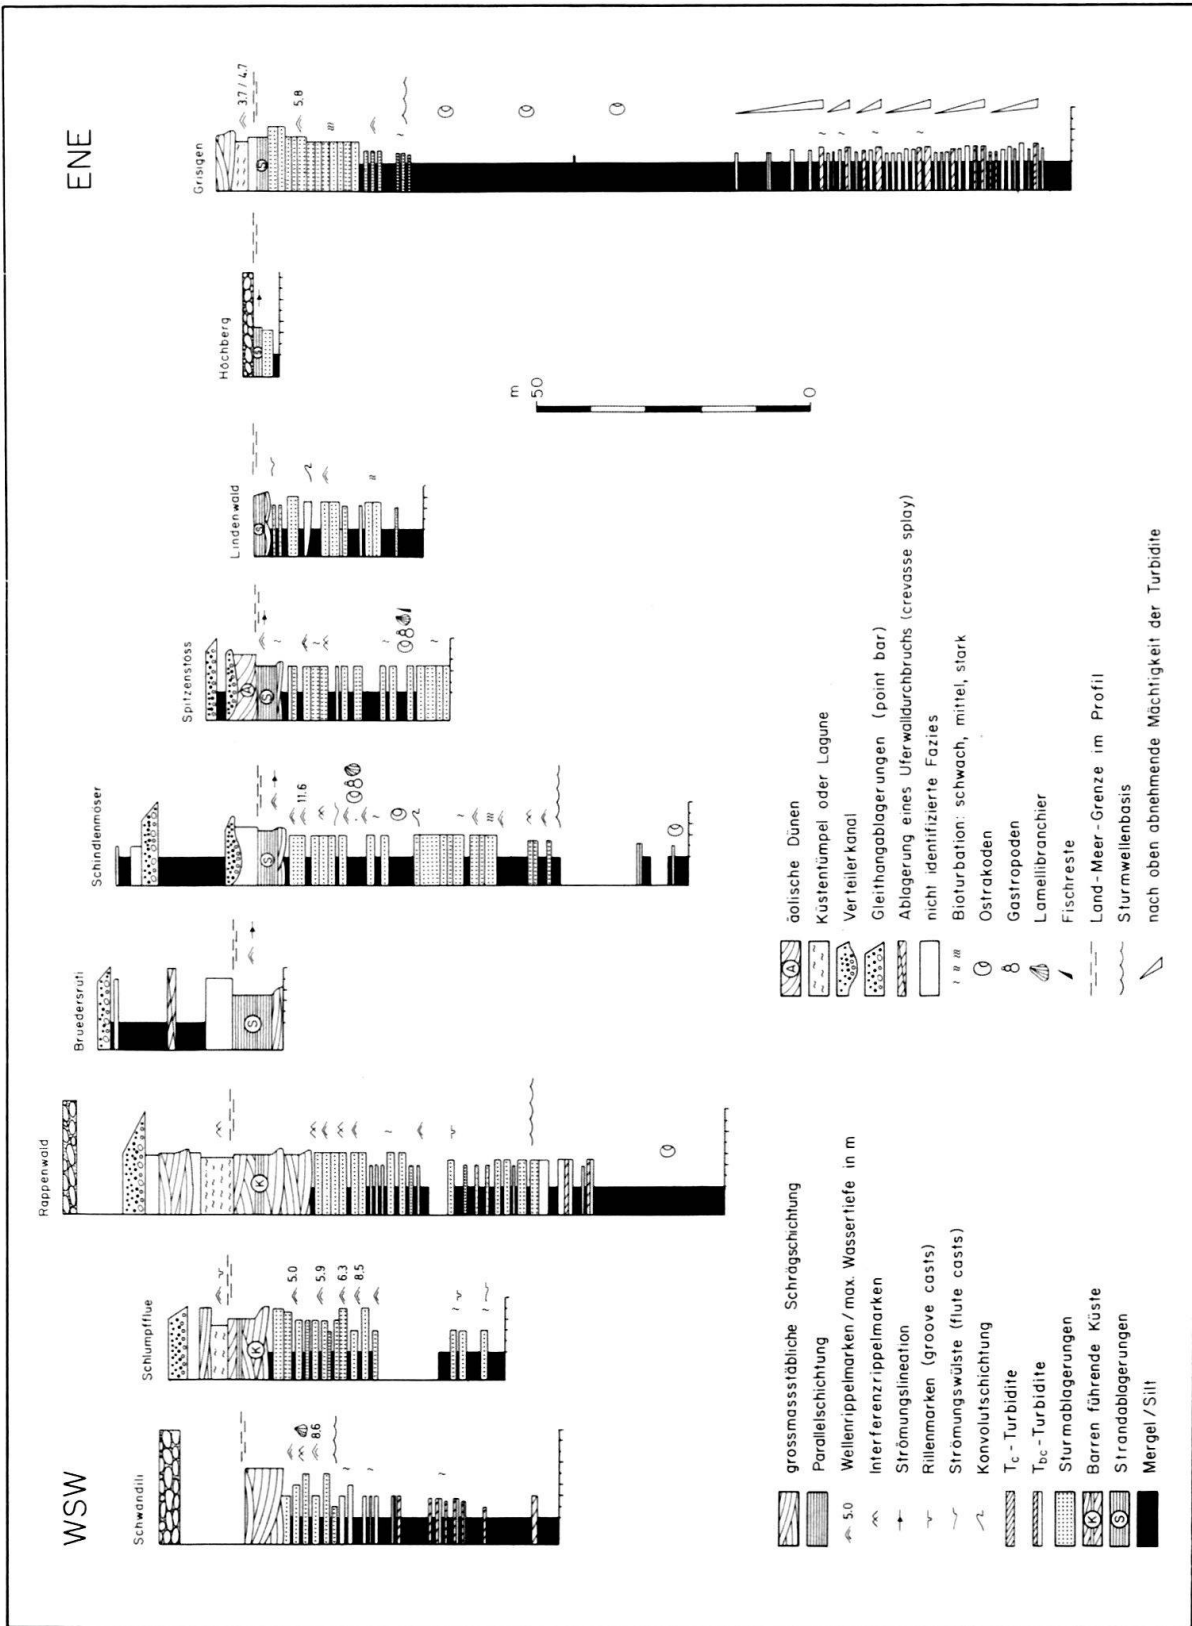 WSW
ENE
Schwandili
Schlumpfflue
Rappenwald
Bruedersruti
Schindlenmöser
Spitzenstoss
Lindenwald
Höchberg
Grisigen
8.6
5.0
5.9
6.3
8.5
K
K
S
11.6
S
A
S
S
S
3.7 / 4.7
5.8
S
m
50
0
grossmassstäbliche Schrägschichtung
Parallelschichtung
5.0 Wellenrippelmarken / max. Wassertiefe in m
Interferenzrippelmarken
Strömungslineation
Rillenmarken (groove casts)
Strömungswülste (flute casts)
Konvolutschichtung
Tc - Turbidite
Tbc - Turbidite
Sturmablagerungen
K Barren führende Küste
S Strandablagerungen
Mergel / Silt
A äolische Dünen
Küstentümpel oder Lagune
Verteilerkanal
Gleithangablagerungen (point bar)
Ablagerung eines Uferwalldurchbruchs (crevasse splay)
nicht identifizierte Fazies
Bioturbation: schwach, mittel, stark
Ostrakoden
Gastropoden
Lamellibranchier
Fischreste
Land-Meer-Grenze im Profil
Sturmwellenbasis
nach oben abnehmende Mächtigkeit der Turbidite